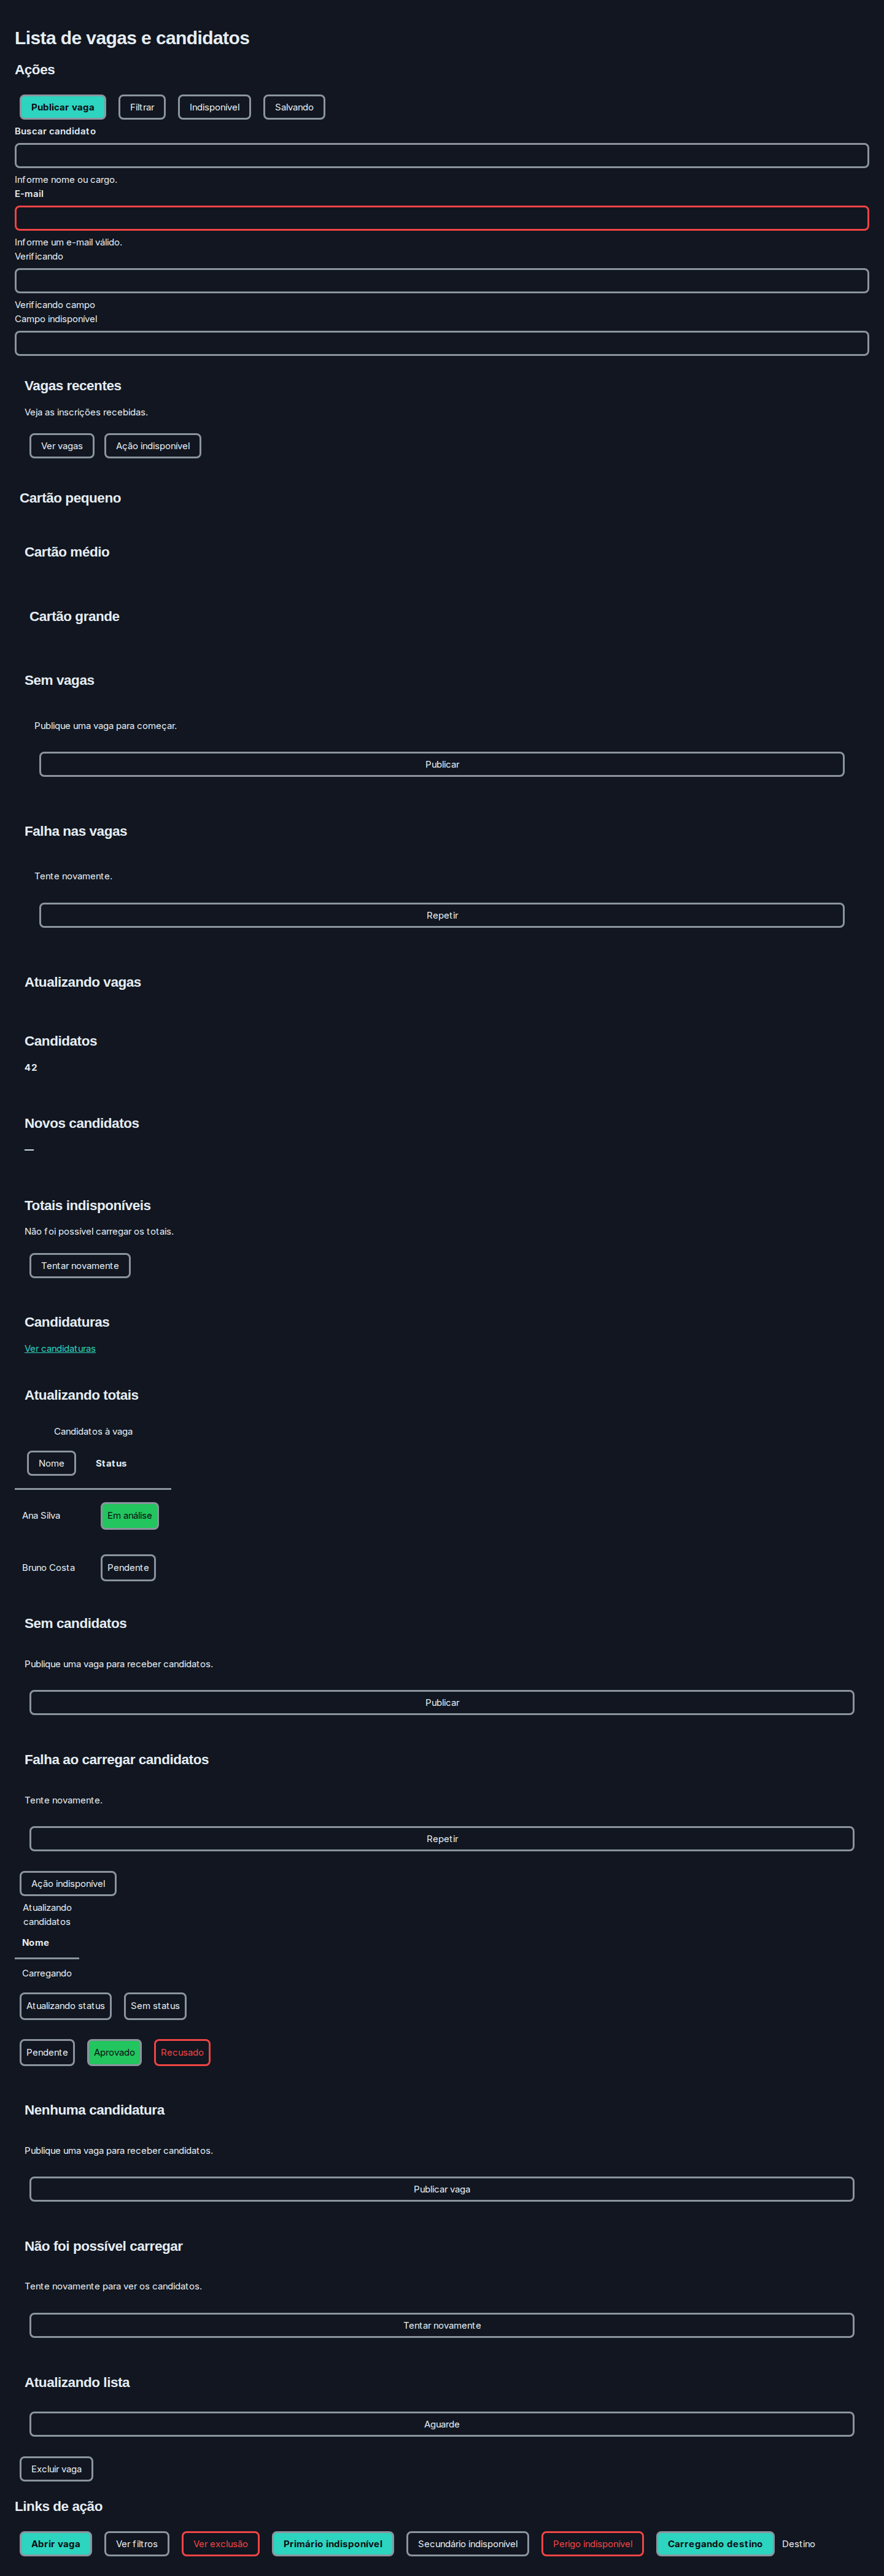 Lista de vagas e candidatos
Ações
Publicar vaga Filtrar Indisponível Salvando
Buscar candidato
Informe nome ou cargo.
E-mail
Informe um e-mail válido.
Verificando
Verificando campo
Campo indisponível
Vagas recentes
Veja as inscrições recebidas.
Ver vagas Ação indisponível
Cartão pequeno
Cartão médio
Cartão grande
Sem vagas
Publique uma vaga para começar.
Publicar
Falha nas vagas
Tente novamente.
Repetir
Atualizando vagas
Candidatos
42
Novos candidatos
—
Totais indisponíveis
Não foi possível carregar os totais.
Tentar novamente
Candidaturas
Ver candidaturas
Atualizando totais
Candidatos à vaga
Nome Status
Ana Silva Em análise
Bruno Costa Pendente
Sem candidatos
Publique uma vaga para receber candidatos.
Publicar
Falha ao carregar candidatos
Tente novamente.
Repetir
Ação indisponível
Atualizando
candidatos
Nome
Carregando
Atualizando status Sem status
Pendente Aprovado Recusado
Nenhuma candidatura
Publique uma vaga para receber candidatos.
Publicar vaga
Não foi possível carregar
Tente novamente para ver os candidatos.
Tentar novamente
Atualizando lista
Aguarde
Excluir vaga
Links de ação
Abrir vaga Ver filtros Ver exclusão Primário indisponível Secundário indisponível Perigo indisponível Carregando destino Destino